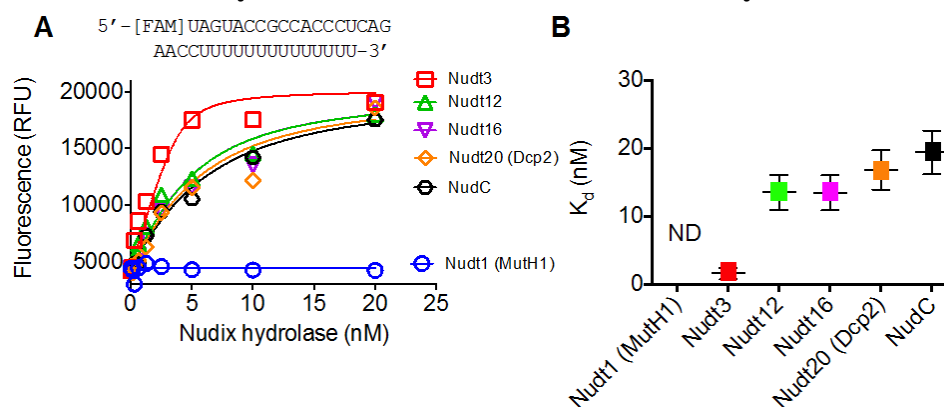 A
5′-[FAM]UAGUACCGCCACCCUCAG
AACCUUUUUUUUUUUUUUU-3′
Fluorescence (RFU)
20000
15000
10000
5000
0
5
10
15
20
25
Nudix hydrolase (nM)
Nudt3
Nudt12
Nudt16
Nudt20 (Dcp2)
NudC
Nudt1 (MutH1)
B
Kd (nM)
30
20
10
0
ND
Nudt1 (MutH1)
Nudt3
Nudt12
Nudt16
Nudt20 (Dcp2)
NudC